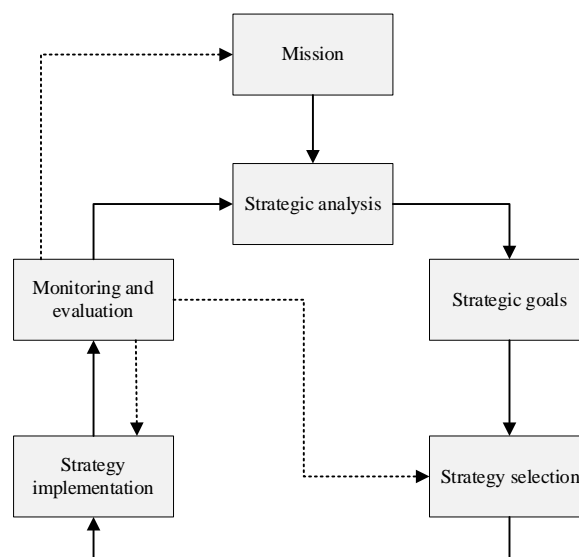 Mission
Strategic analysis
Monitoring and
evaluation
Strategic goals
Strategy
implementation
Strategy selection